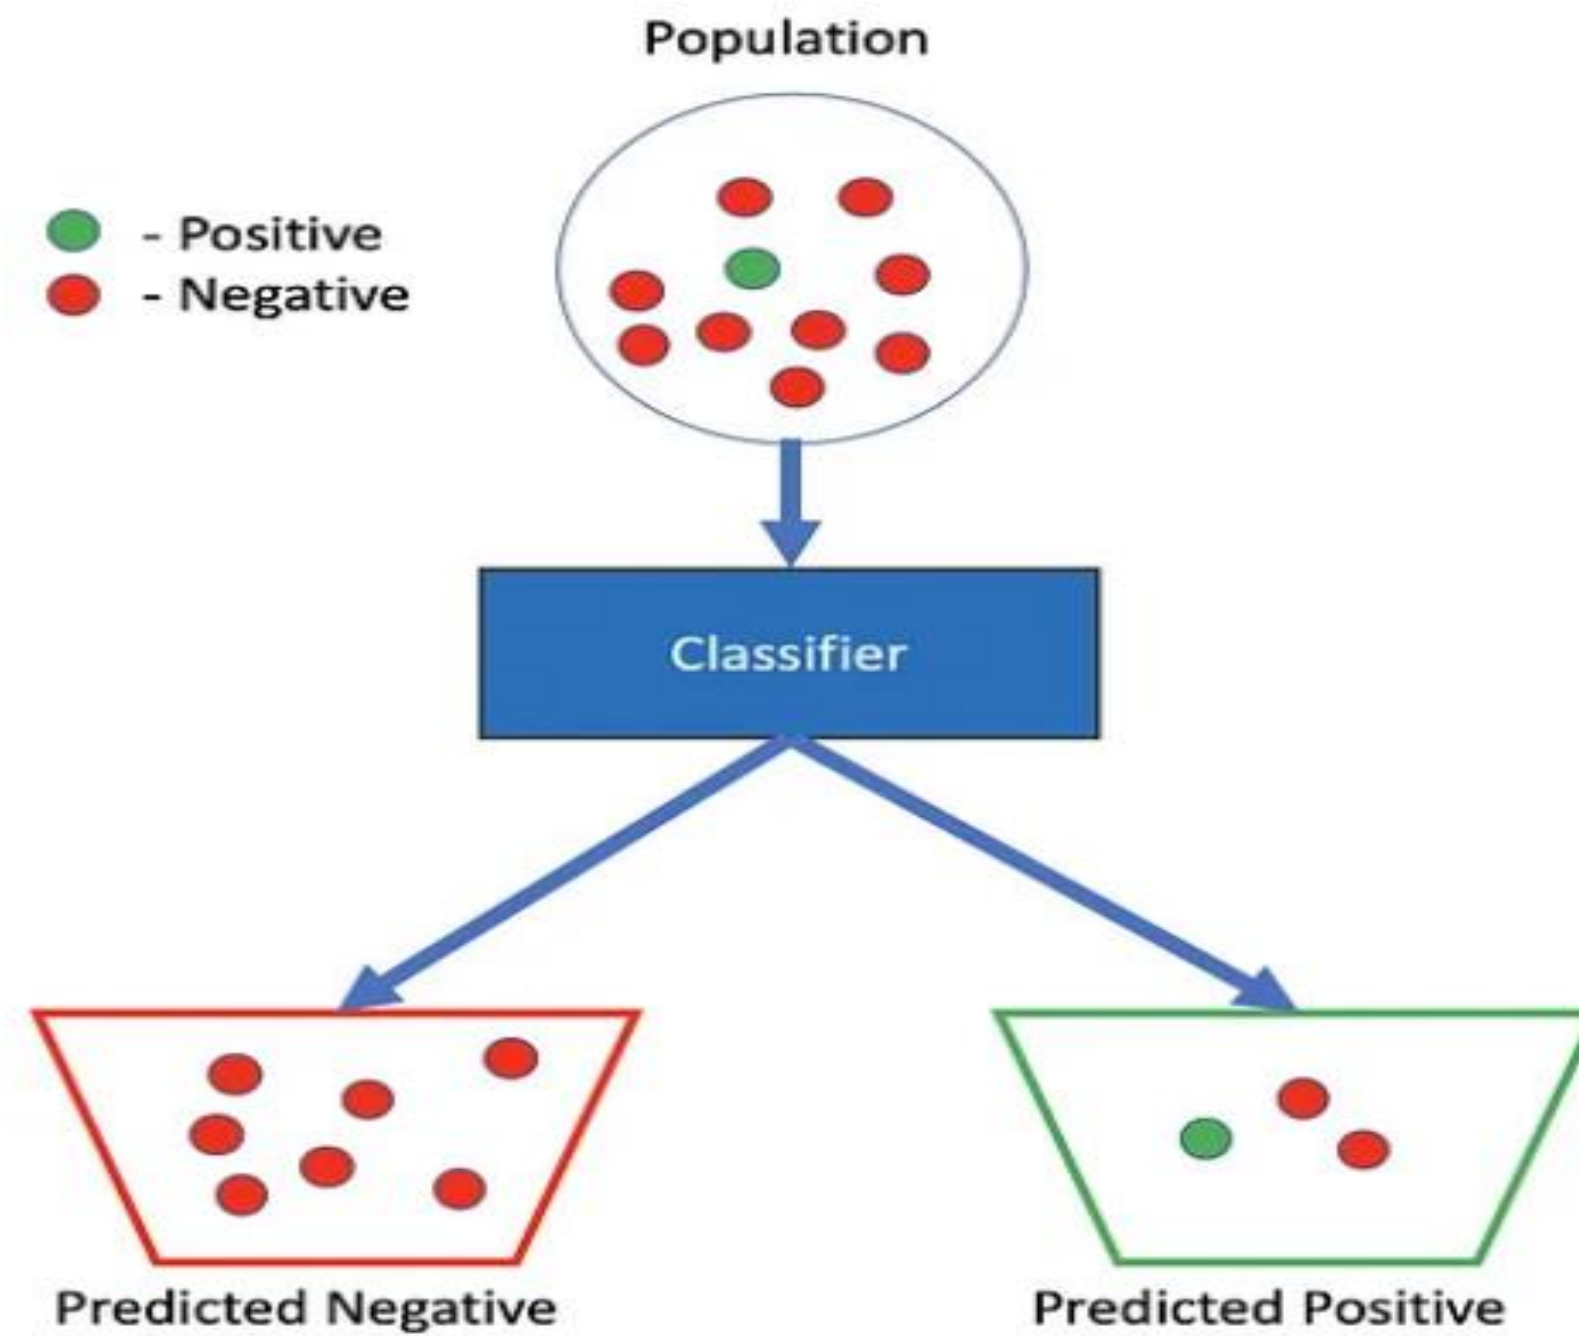 Population
- Positive
- Negative
Classifier
Predicted Negative
Predicted Positive